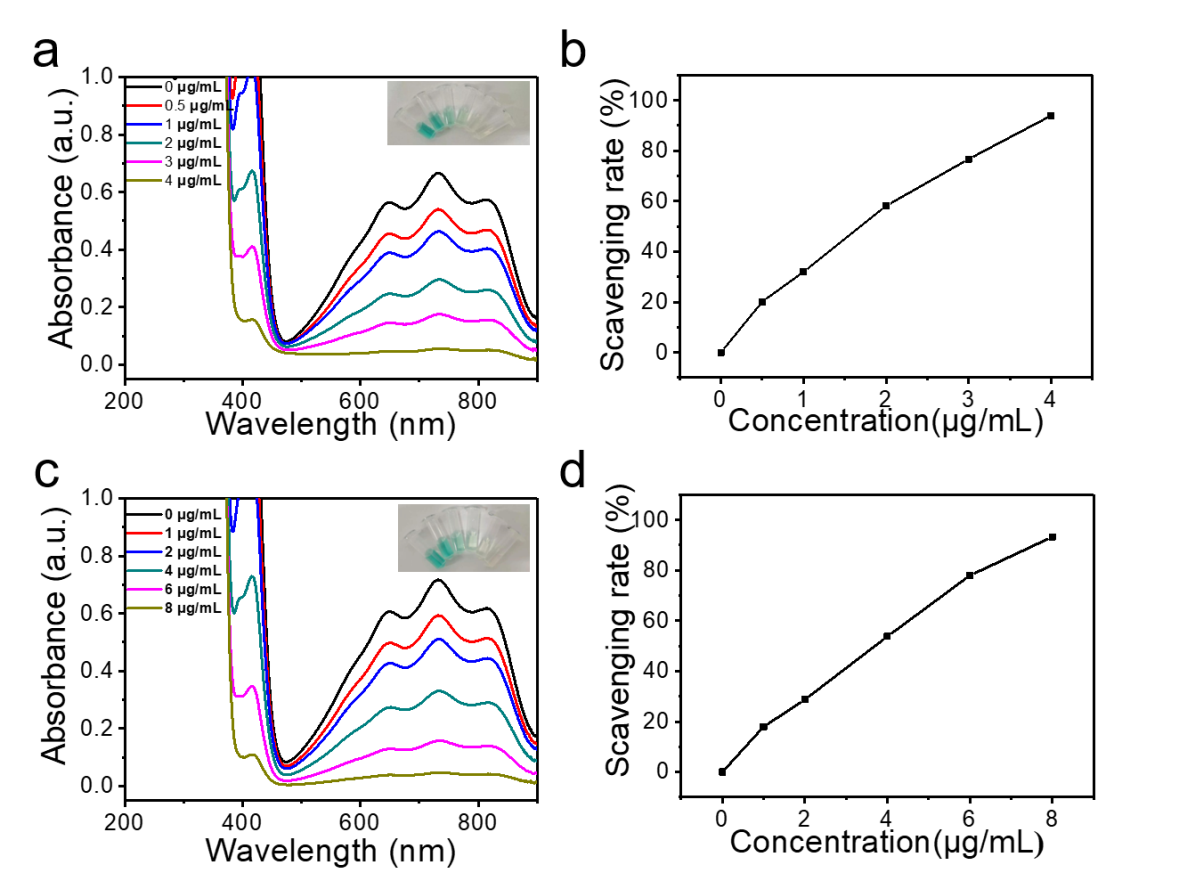 a
1.0
0.8
0.6
0.4
0.2
0.0
Absorbance (a.u.)
0 µg/mL
0.5 µg/mL
1 µg/mL
2 µg/mL
3 µg/mL
4 µg/mL
200 400 600 800
Wavelength (nm)
b
100
80
60
40
20
0
Scavenging rate (%)
0 1 2 3 4
Concentration(µg/mL)
c
1.0
0.8
0.6
0.4
0.2
0.0
Absorbance (a.u.)
0 µg/mL
1 µg/mL
2 µg/mL
4 µg/mL
6 µg/mL
8 µg/mL
200 400 600 800
Wavelength (nm)
d
100
80
60
40
20
0
Scavenging rate (%)
0 2 4 6 8
Concentration(µg/mL)